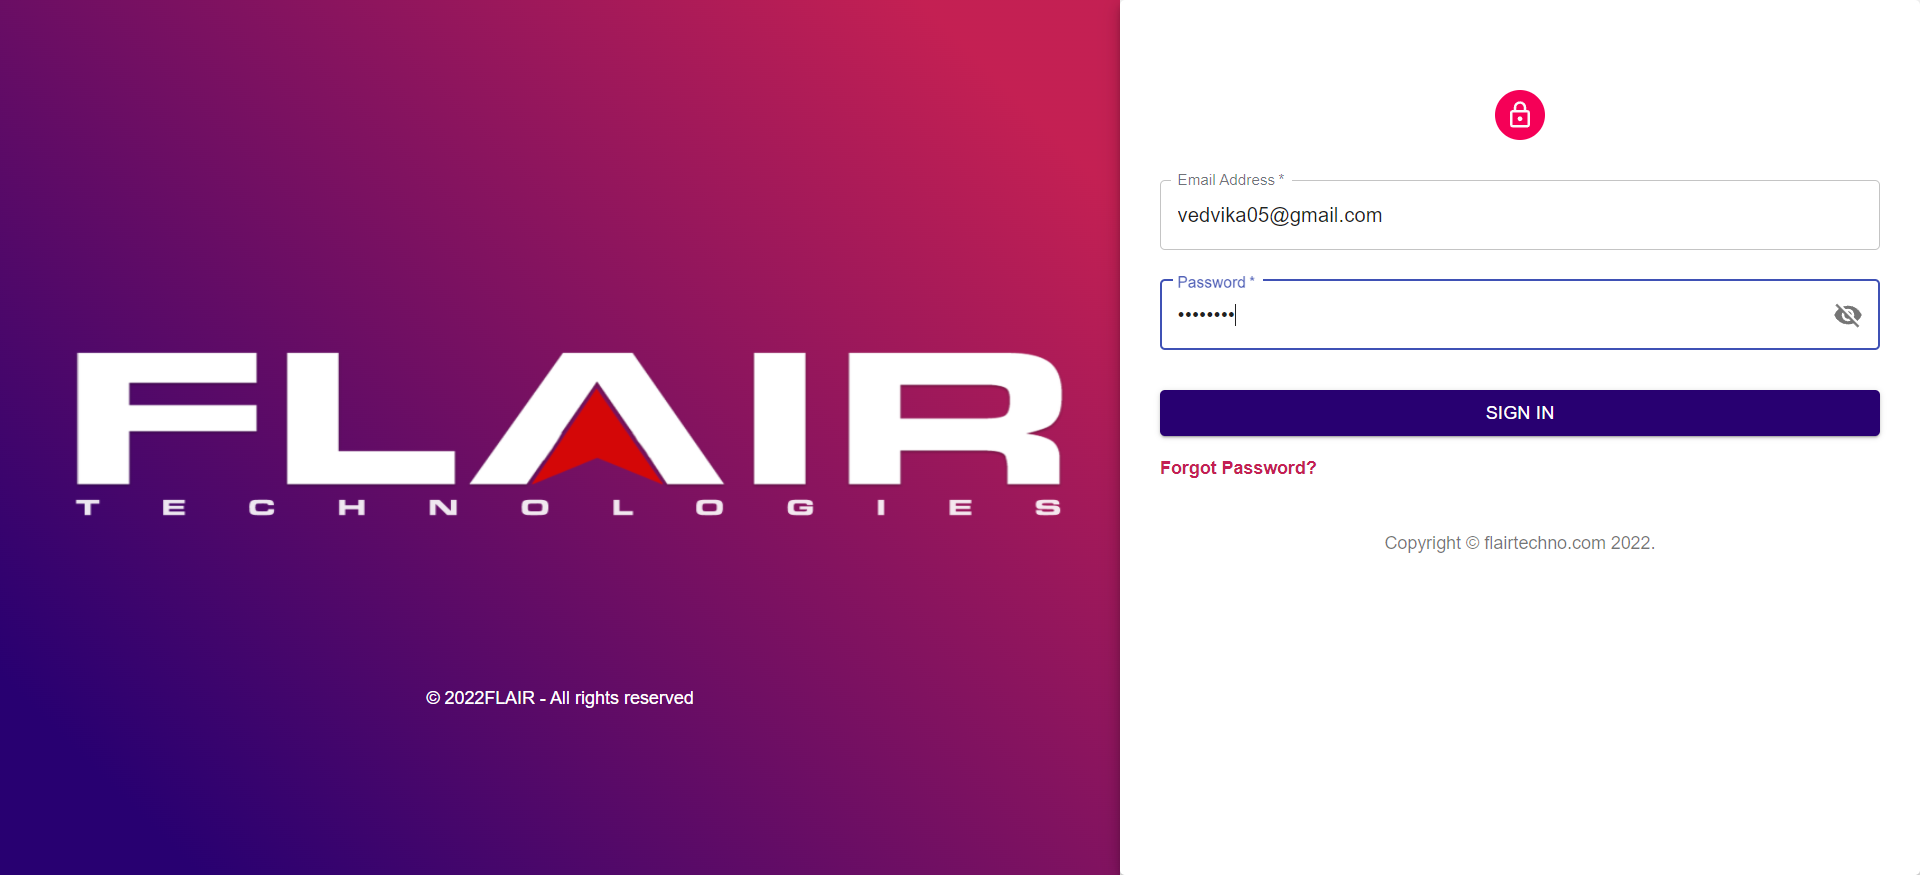 FLAIR
TECHNOLOGIES
© 2022FLAIR - All rights reserved
Email Address *
vedvika05@gmail.com
Password *
••••••••
SIGN IN
Forgot Password?
Copyright © flairtechno.com 2022.